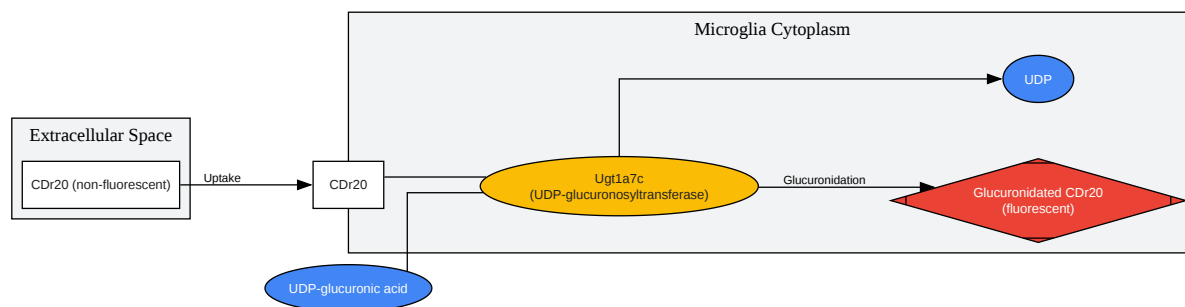 Microglia Cytoplasm
UDP
Extracellular Space
CDr20 (non-fluorescent)
Uptake
CDr20
Ugt1a7c
(UDP-glucuronosyltransferase)
Glucuronidation
Glucuronidated CDr20
(fluorescent)
UDP-glucuronic acid